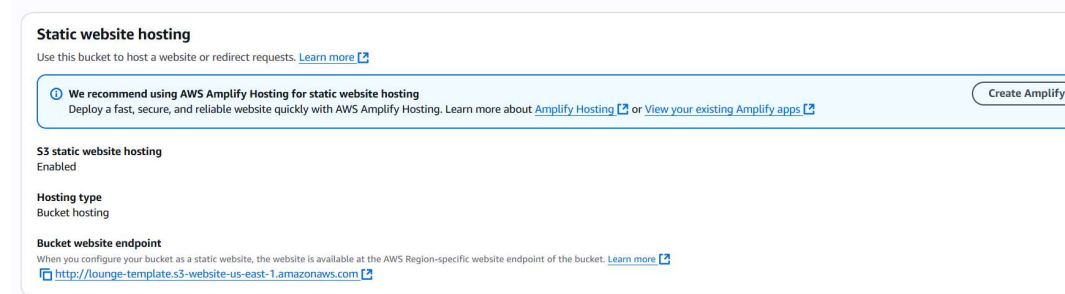 Static website hosting
Use this bucket to host a website or redirect requests. Learn more
We recommend using AWS Amplify Hosting for static website hosting
Create Amplify
Deploy a fast, secure, and reliable website quickly with AWS Amplify Hosting. Learn more about Amplify Hosting or View your existing Amplify apps
S3 static website hosting
Enabled
Hosting type
Bucket hosting
Bucket website endpoint
When you configure your bucket as a static website, the website is available at the AWS Region-specific website endpoint of the bucket. Learn more
http://lounge-template.s3-website-us-east-1.amazonaws.com